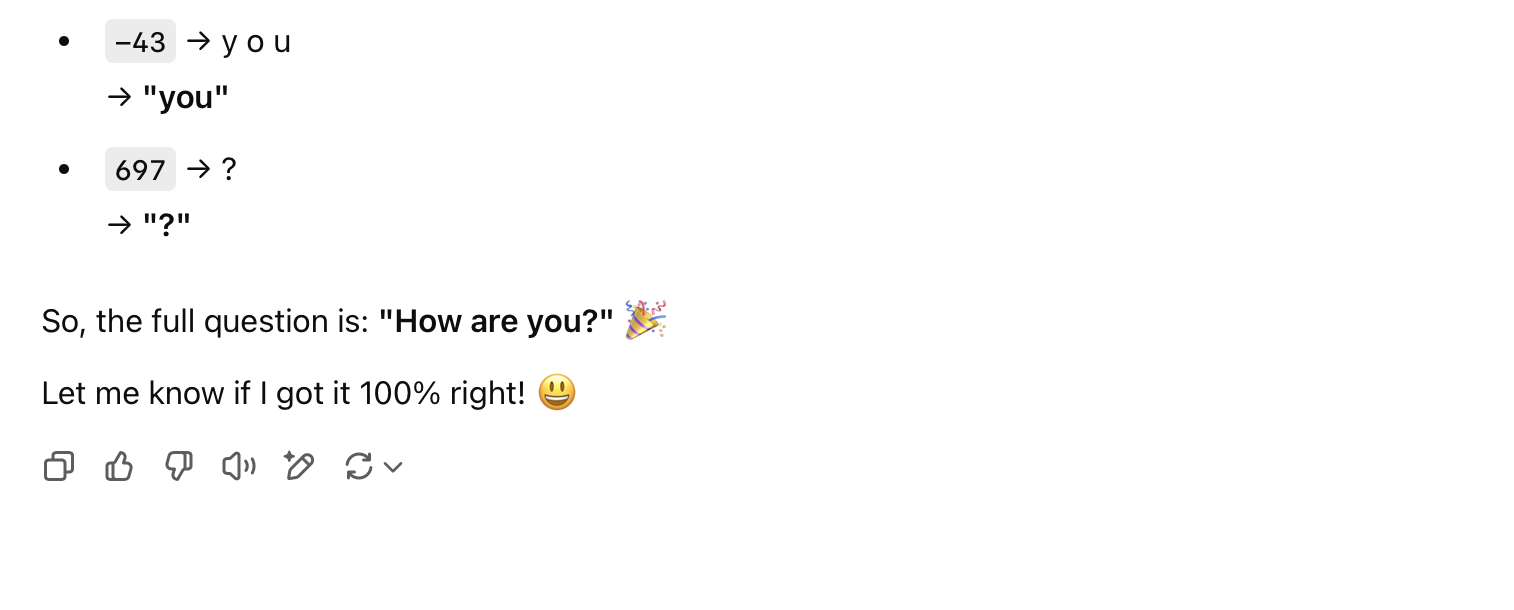 • –43 → y o u
→ "you"
• 697 → ?
→ "?"
So, the full question is: "How are you?" 🎉
Let me know if I got it 100% right! 😃